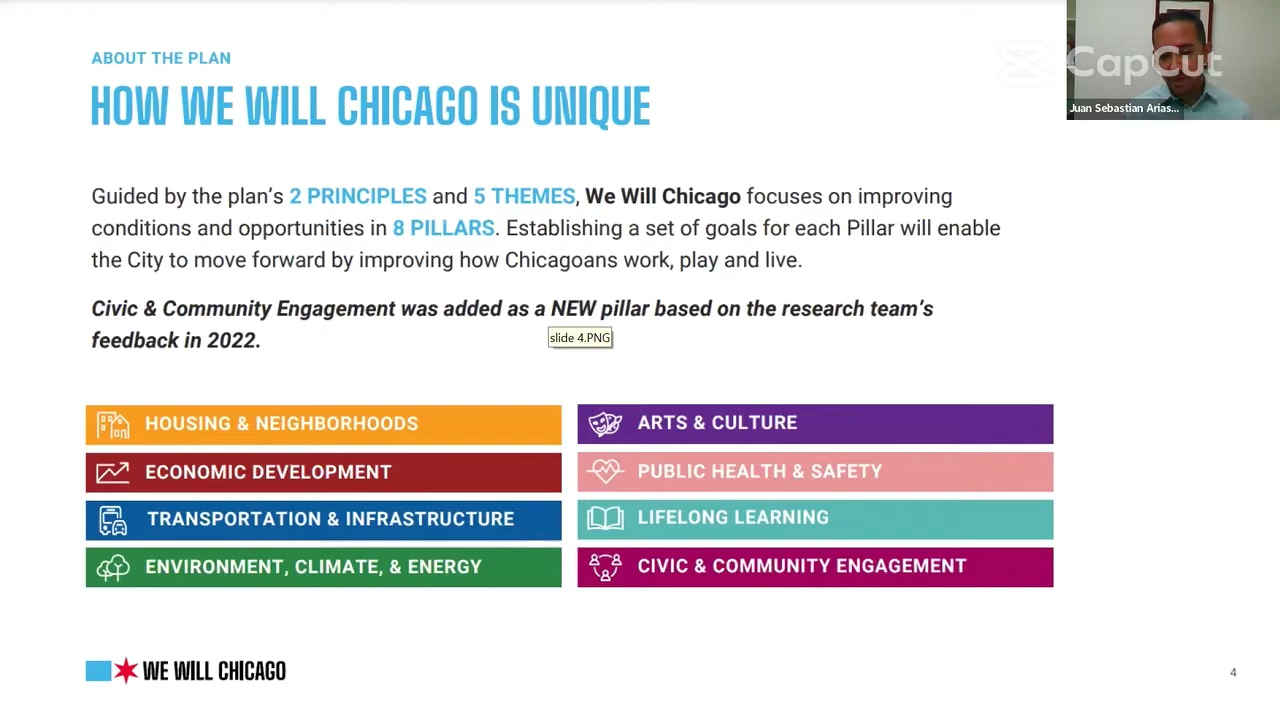 ABOUT THE PLAN
HOW WE WILL CHICAGO IS UNIQUE
CapCut
Juan Sebastian Arias...
Guided by the plan's 2 PRINCIPLES and 5 THEMES, We Will Chicago focuses on improving
conditions and opportunities in 8 PILLARS. Establishing a set of goals for each Pillar will enable
the City to move forward by improving how Chicagoans work, play and live.
Civic & Community Engagement was added as a NEW pillar based on the research team's
feedback in 2022.
slide 4.PNG
HOUSING & NEIGHBORHOODS
ECONOMIC DEVELOPMENT
TRANSPORTATION & INFRASTRUCTURE
ENVIRONMENT, CLIMATE, & ENERGY
ARTS & CULTURE
PUBLIC HEALTH & SAFETY
LIFELONG LEARNING
CIVIC & COMMUNITY ENGAGEMENT
WE WILL CHICAGO
4